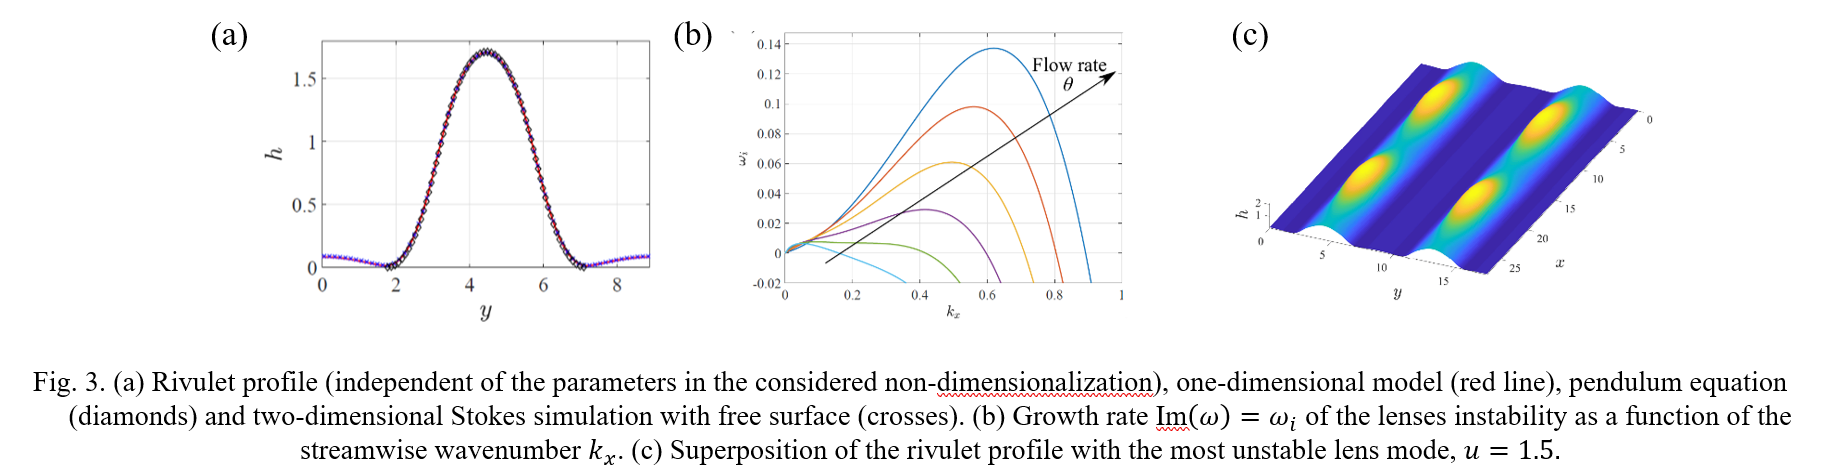 (a)
1.5
1
0.5
0
h
0
2
4
6
8
y
(b)
0.14
0.12
0.1
0.08
0.06
0.04
0.02
0
-0.02
ω_i
Flow rate
θ
0
0.2
0.4
0.6
0.8
1
k_x
(c)
h
2
1
0
5
10
15
y
0
5
10
15
20
25
x
Fig. 3. (a) Rivulet profile (independent of the parameters in the considered non-dimensionalization), one-dimensional model (red line), pendulum equation
(diamonds) and two-dimensional Stokes simulation with free surface (crosses). (b) Growth rate Im(ω) = ω_i of the lenses instability as a function of the
streamwise wavenumber k_x. (c) Superposition of the rivulet profile with the most unstable lens mode, u = 1.5.